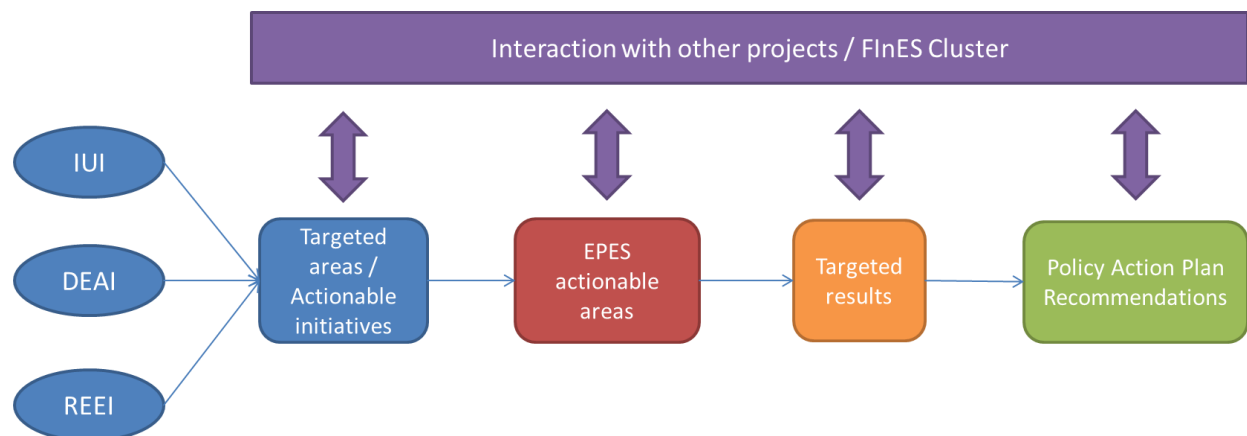 Interaction with other projects / FInES Cluster
IUI
DEAI
REEI
Targeted
areas /
Actionable
initiatives
EPES
actionable
areas
Targeted
results
Policy Action Plan
Recommendations